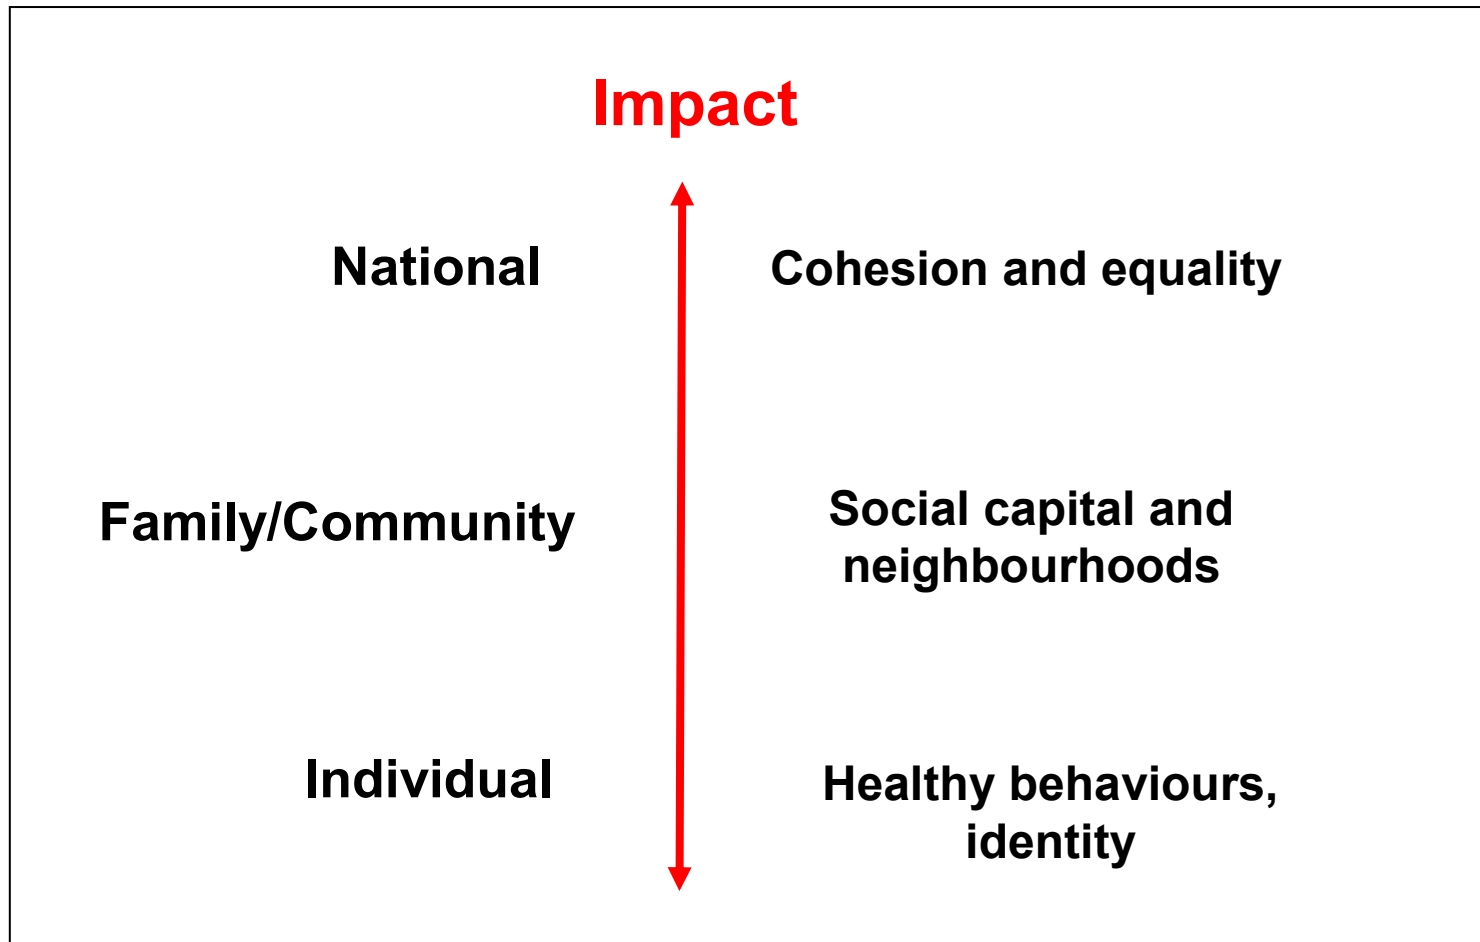 Impact
National
Cohesion and equality
Family/Community
Social capital and
neighbourhoods
Individual
Healthy behaviours,
identity